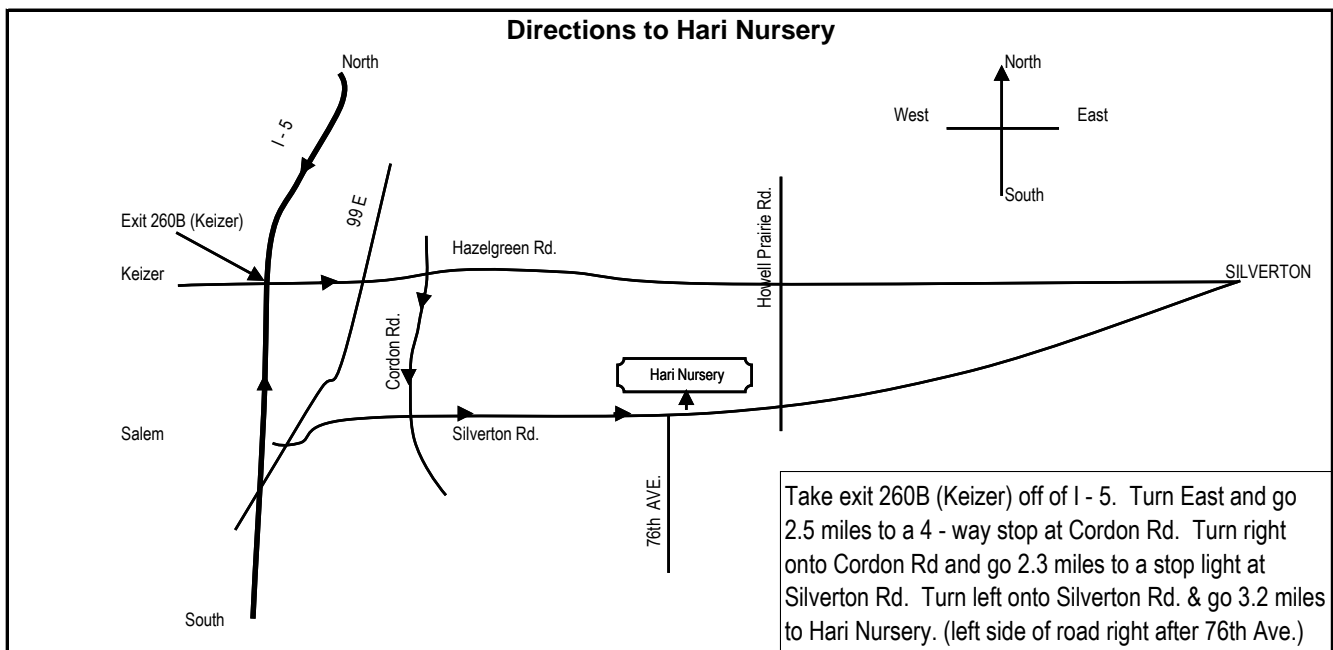 Directions to Hari Nursery
North
I - 5
99 E
Exit 260B (Keizer)
Keizer
Hazelgreen Rd.
Cordon Rd.
Howell Prairie Rd.
SILVERTON
North
West
East
South
Hari Nursery
Salem
Silverton Rd.
76th AVE.
South
Take exit 260B (Keizer) off of I - 5. Turn East and go
2.5 miles to a 4 - way stop at Cordon Rd. Turn right
onto Cordon Rd and go 2.3 miles to a stop light at
Silverton Rd. Turn left onto Silverton Rd. & go 3.2 miles
to Hari Nursery. (left side of road right after 76th Ave.)